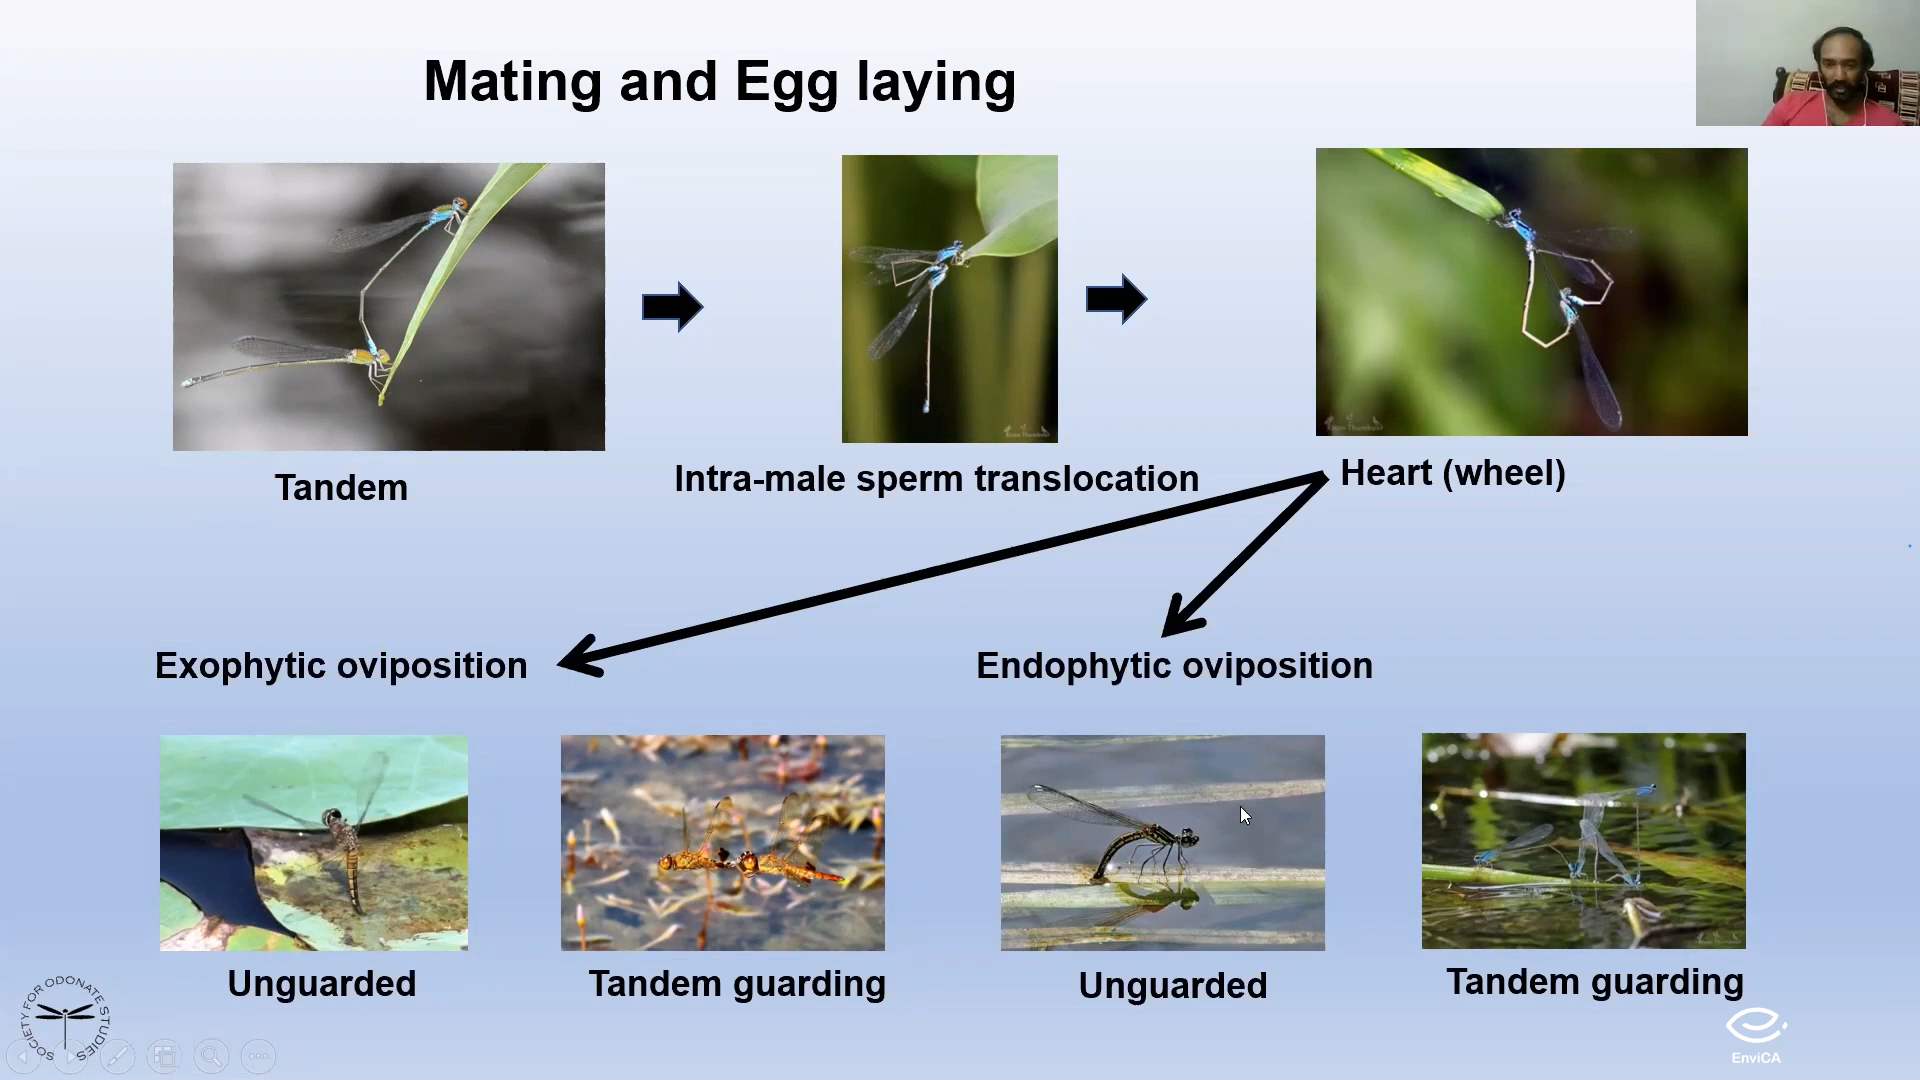 Mating and Egg laying
Tandem
Intra-male sperm translocation
Heart (wheel)
Exophytic oviposition
Endophytic oviposition
Unguarded
Tandem guarding
Unguarded
Tandem guarding
SOCIETY FOR ODONATE STUDIES
EnviCA